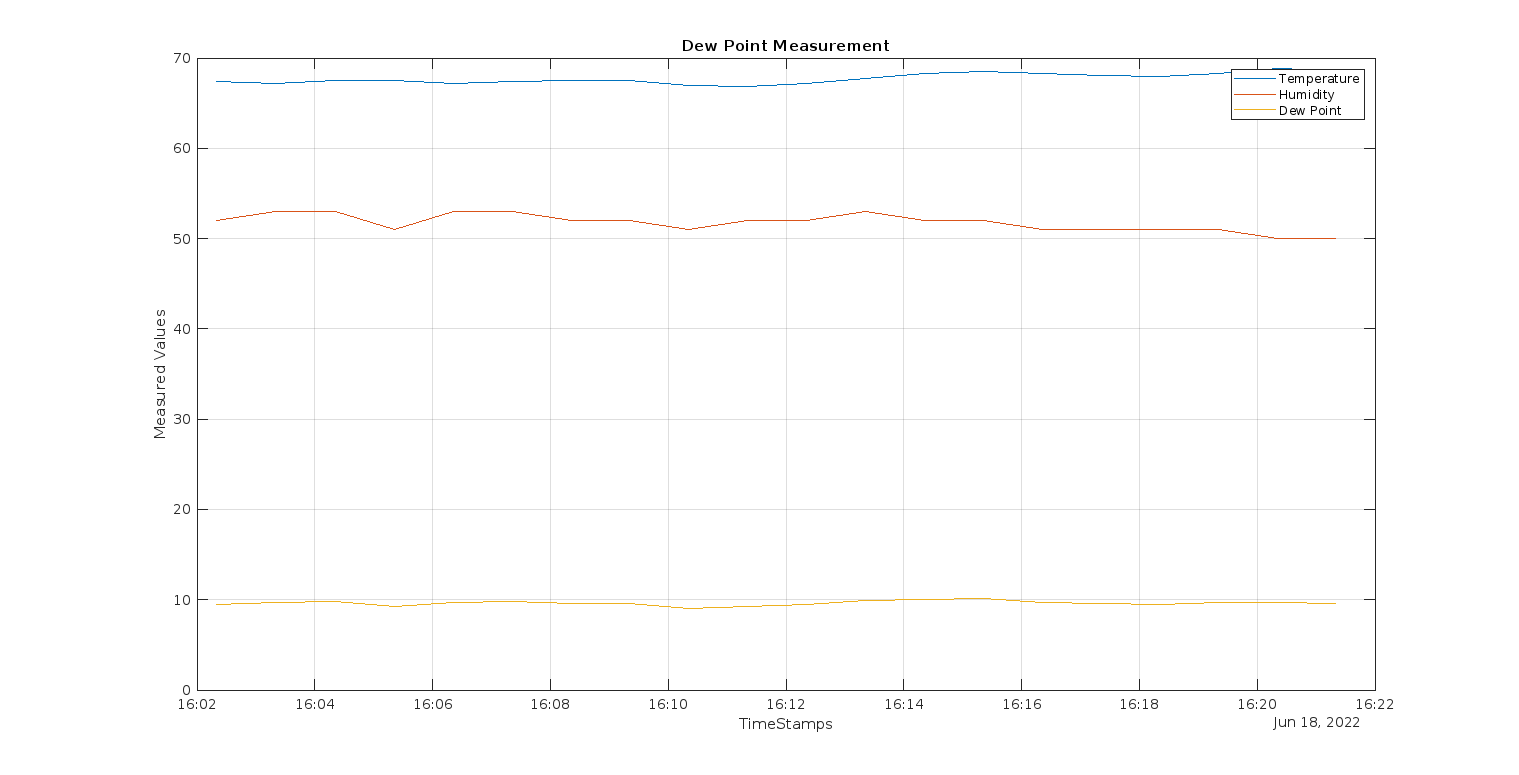 Dew Point Measurement
70
60
50
40
30
20
10
0
Measured Values
Temperature
Humidity
Dew Point
16:02 16:04 16:06 16:08 16:10 16:12 16:14 16:16 16:18 16:20 16:22
TimeStamps
Jun 18, 2022